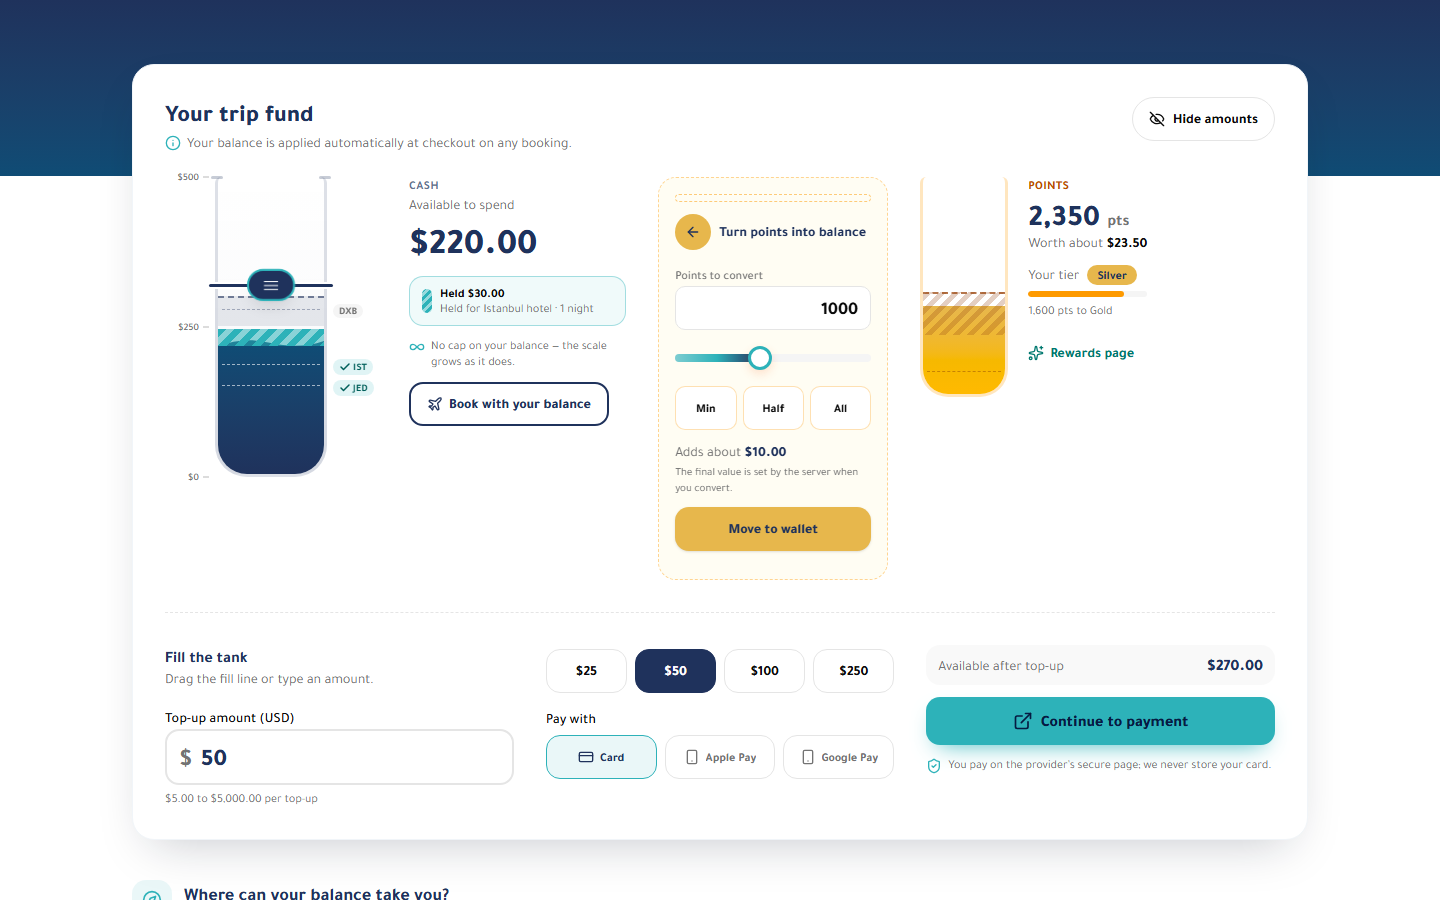 Your trip fund
Your balance is applied automatically at checkout on any booking.
Hide amounts
$500
$250
$0
DXB
IST
JED
CASH
Available to spend
$220.00
Held $30.00
Held for Istanbul hotel · 1 night
No cap on your balance — the scale
grows as it does.
Book with your balance
Turn points into balance
Points to convert
1000
Min
Half
All
Adds about $10.00
The final value is set by the server when
you convert.
Move to wallet
POINTS
2,350 pts
Worth about $23.50
Your tier Silver
1,600 pts to Gold
Rewards page
Fill the tank
Drag the fill line or type an amount.
Top-up amount (USD)
$ 50
$5.00 to $5,000.00 per top-up
$25
$50
$100
$250
Pay with
Card
Apple Pay
Google Pay
Available after top-up
$270.00
Continue to payment
You pay on the provider's secure page; we never store your card.
Where can your balance take you?